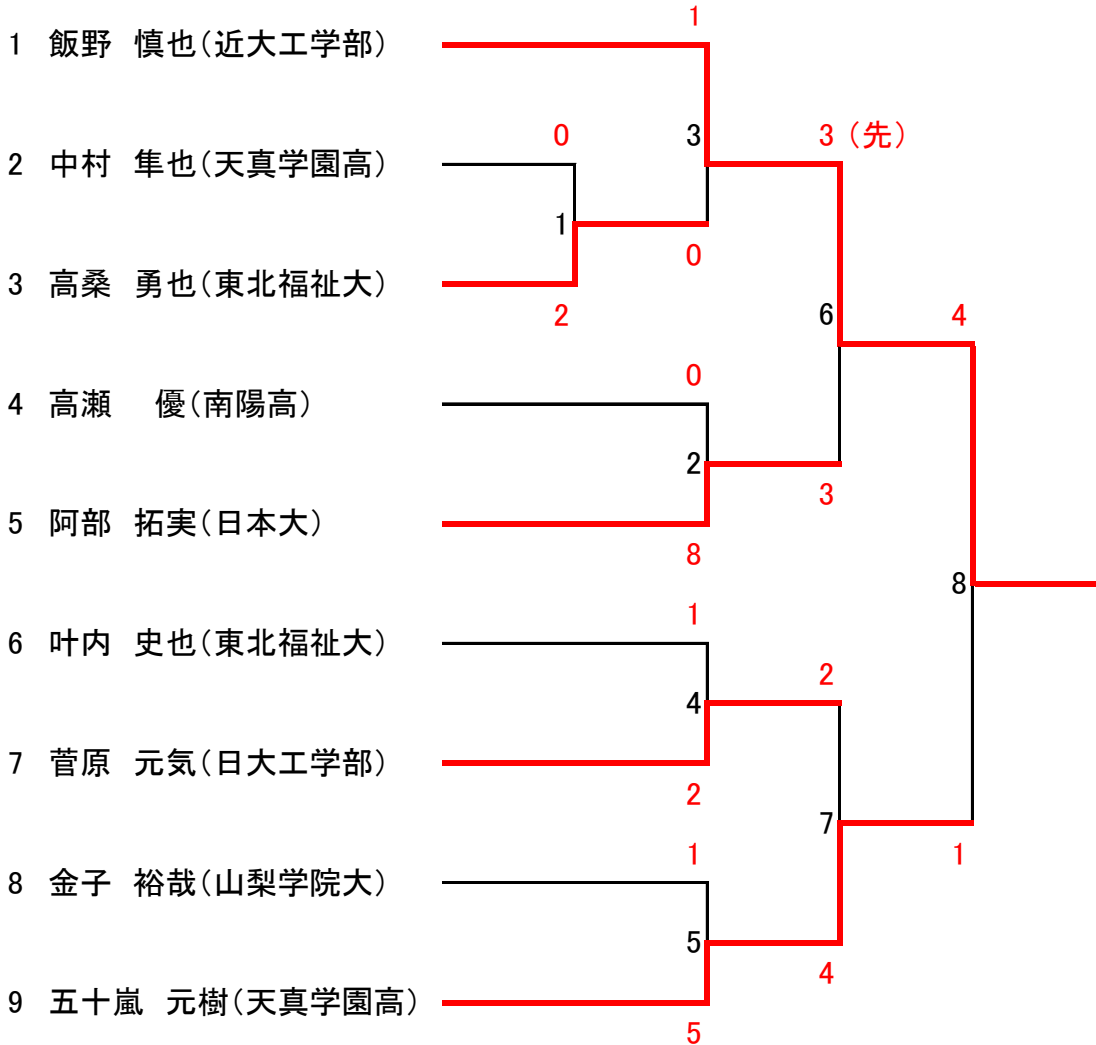 1
1 飯野 慎也(近大工学部)
0
3
3 (先)
2 中村 隼也(天真学園高)
1
0
3 高桑 勇也(東北福祉大)
2
6
4
0
4 高瀬 優(南陽高)
2
3
5 阿部 拓実(日本大)
8
8
1
6 叶内 史也(東北福祉大)
2
4
7 菅原 元気(日大工学部)
2
7
1
1
8 金子 裕哉(山梨学院大)
5
4
9 五十嵐 元樹(天真学園高)
5